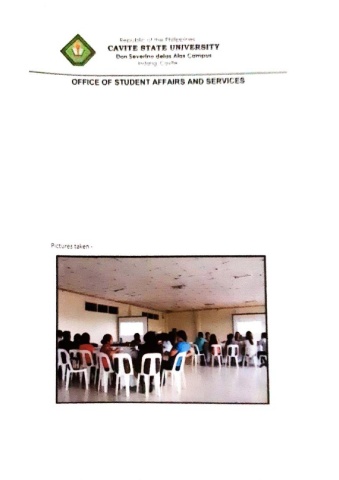 Republic of the Philippines
CAVITE STATE UNIVERSITY
Don Severino delas Alas Campus
Indang, Cavite
OFFICE OF STUDENT AFFAIRS AND SERVICES
Pictures taken -